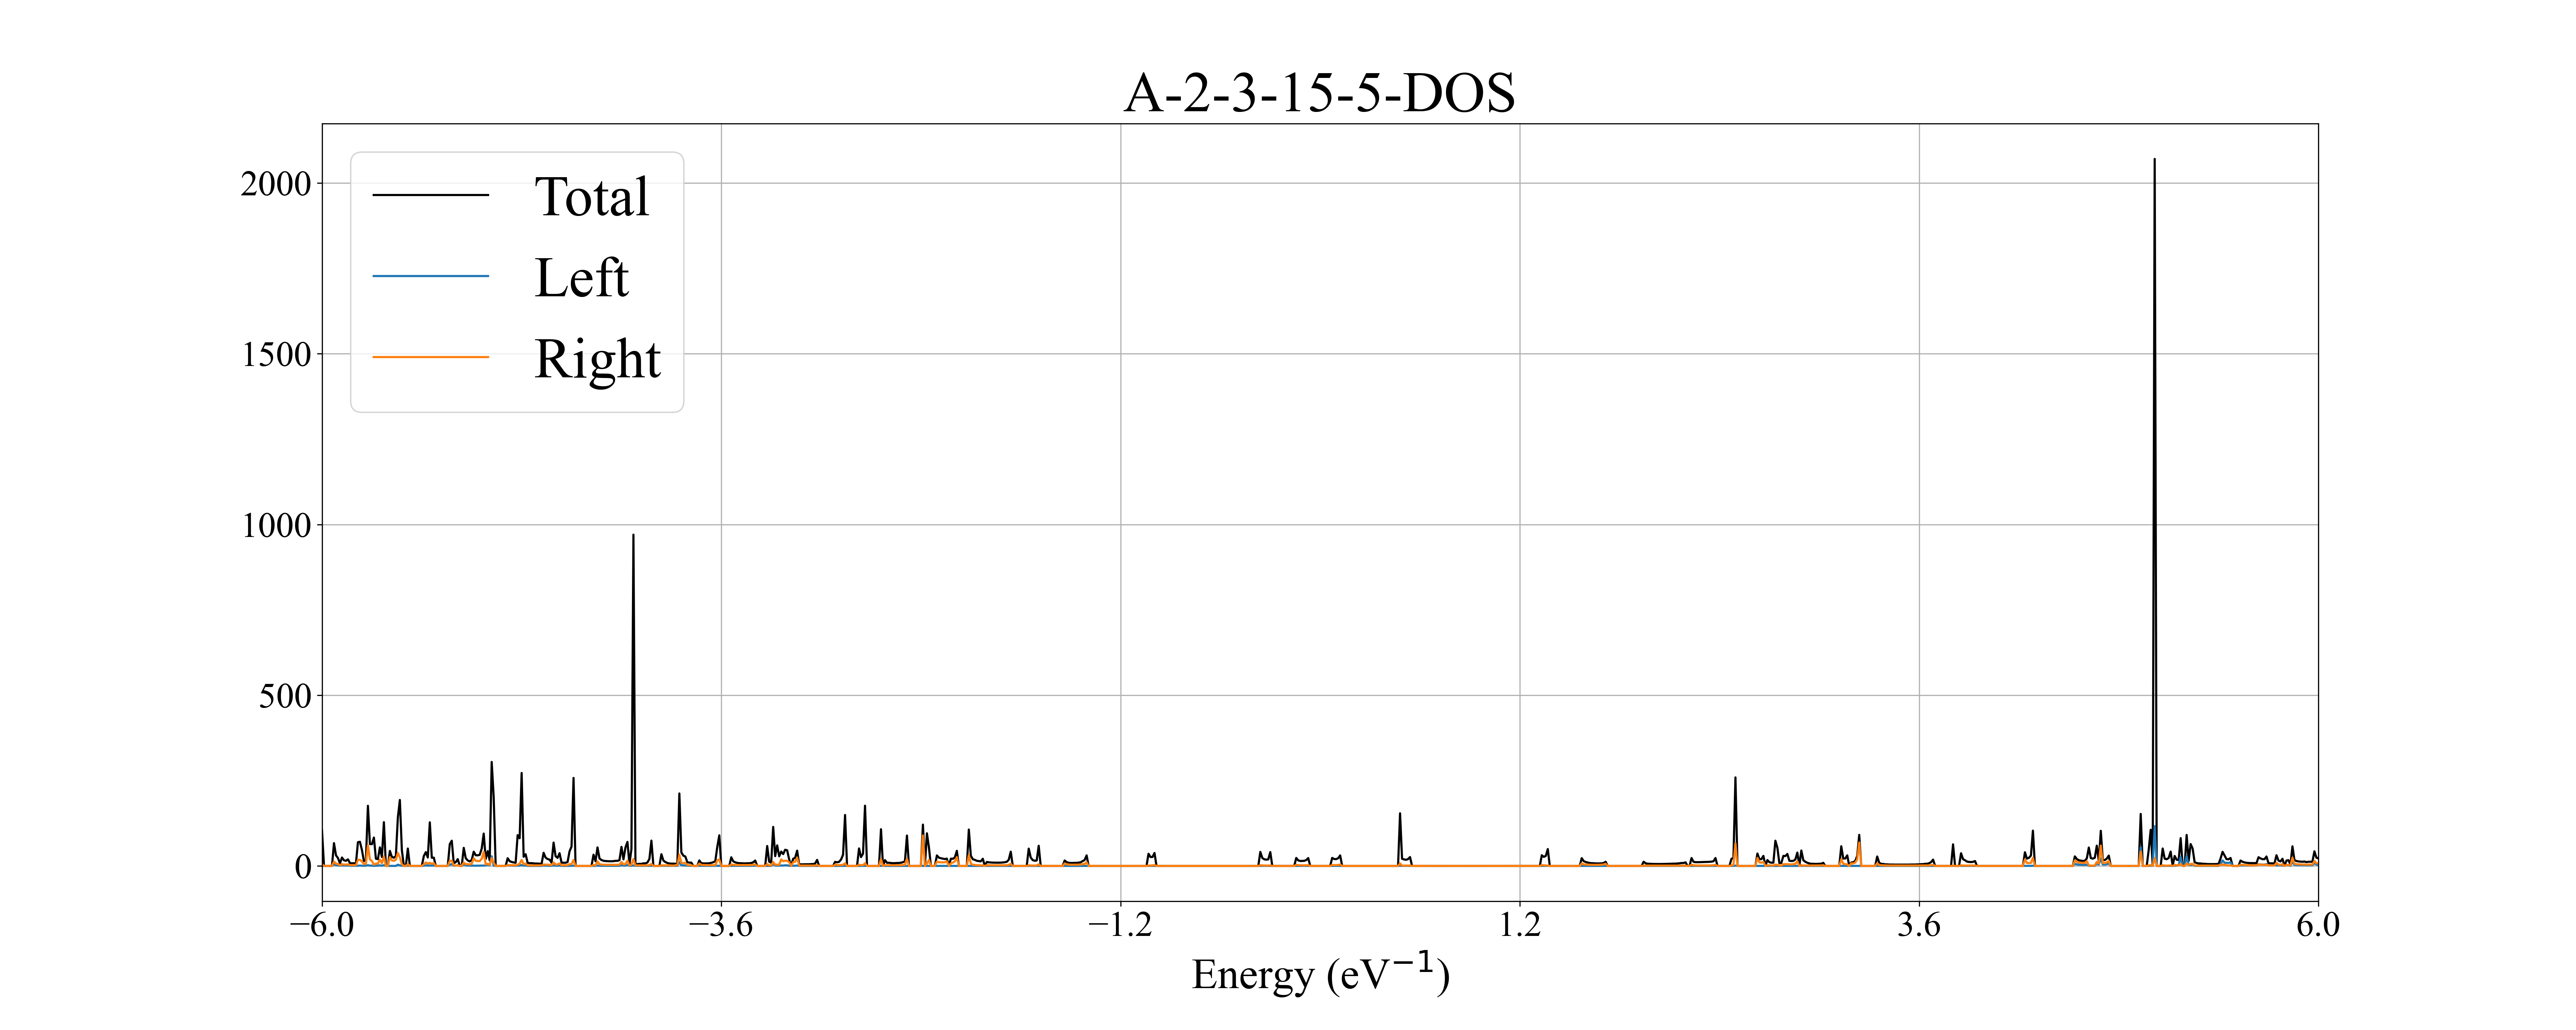 A-2-3-15-5-DOS
2000
1500
1000
500
0
Total
Left
Right
−6.0 −3.6 −1.2 1.2 3.6 6.0
Energy (eV⁻¹)